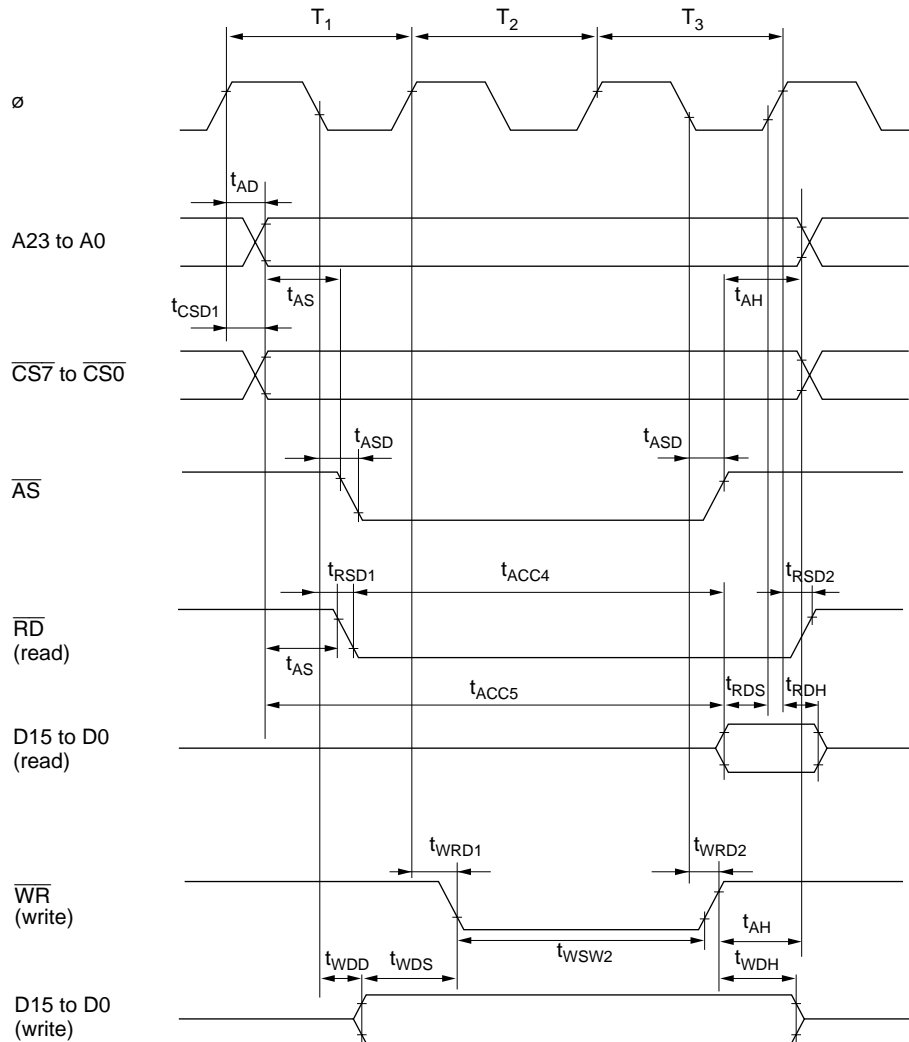 T1 T2 T3
ø
tAD
A23 to A0
tAS tAH
tCSD1
CS7 to CS0
tASD tASD
AS
tRSD1 tACC4 tRSD2
RD
(read)
tAS
tACC5 tRDS tRDH
D15 to D0
(read)
tWRD1 tWRD2
WR
(write)
tAH
tWSW2
tWDD tWDS tWDH
D15 to D0
(write)